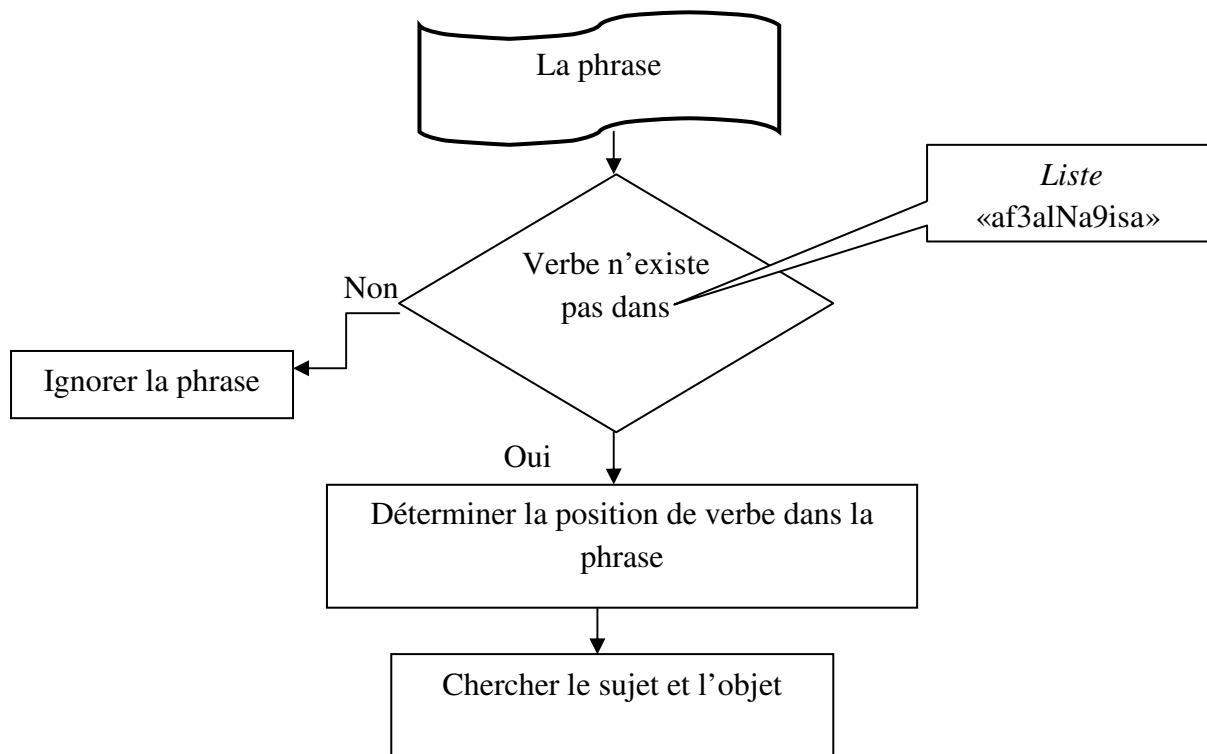 La phrase
Liste
«af3alNa9isa»
Verbe n’existe
pas dans
Non
Ignorer la phrase
Oui
Déterminer la position de verbe dans la
phrase
Chercher le sujet et l’objet